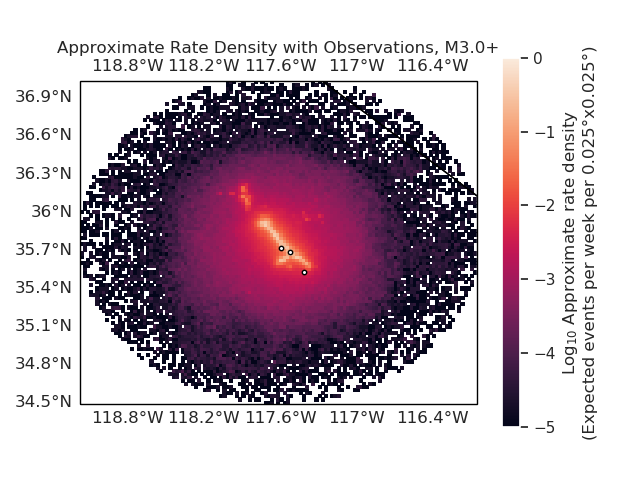 Approximate Rate Density with Observations, M3.0+
118.8°W 118.2°W 117.6°W 117°W 116.4°W
36.9°N
36.6°N
36.3°N
36°N
35.7°N
35.4°N
35.1°N
34.8°N
34.5°N
118.8°W 118.2°W 117.6°W 117°W 116.4°W
0
−1
−2
−3
−4
−5
Log₁₀ Approximate rate density
(Expected events per week per 0.025°x0.025°)